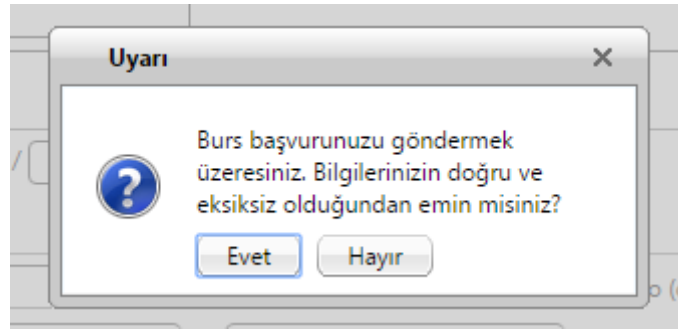 Uyarı
Burs başvurunuzu göndermek
üzeresiniz. Bilgilerinizin doğru ve
eksiksiz olduğundan emin misiniz?
Evet Hayır